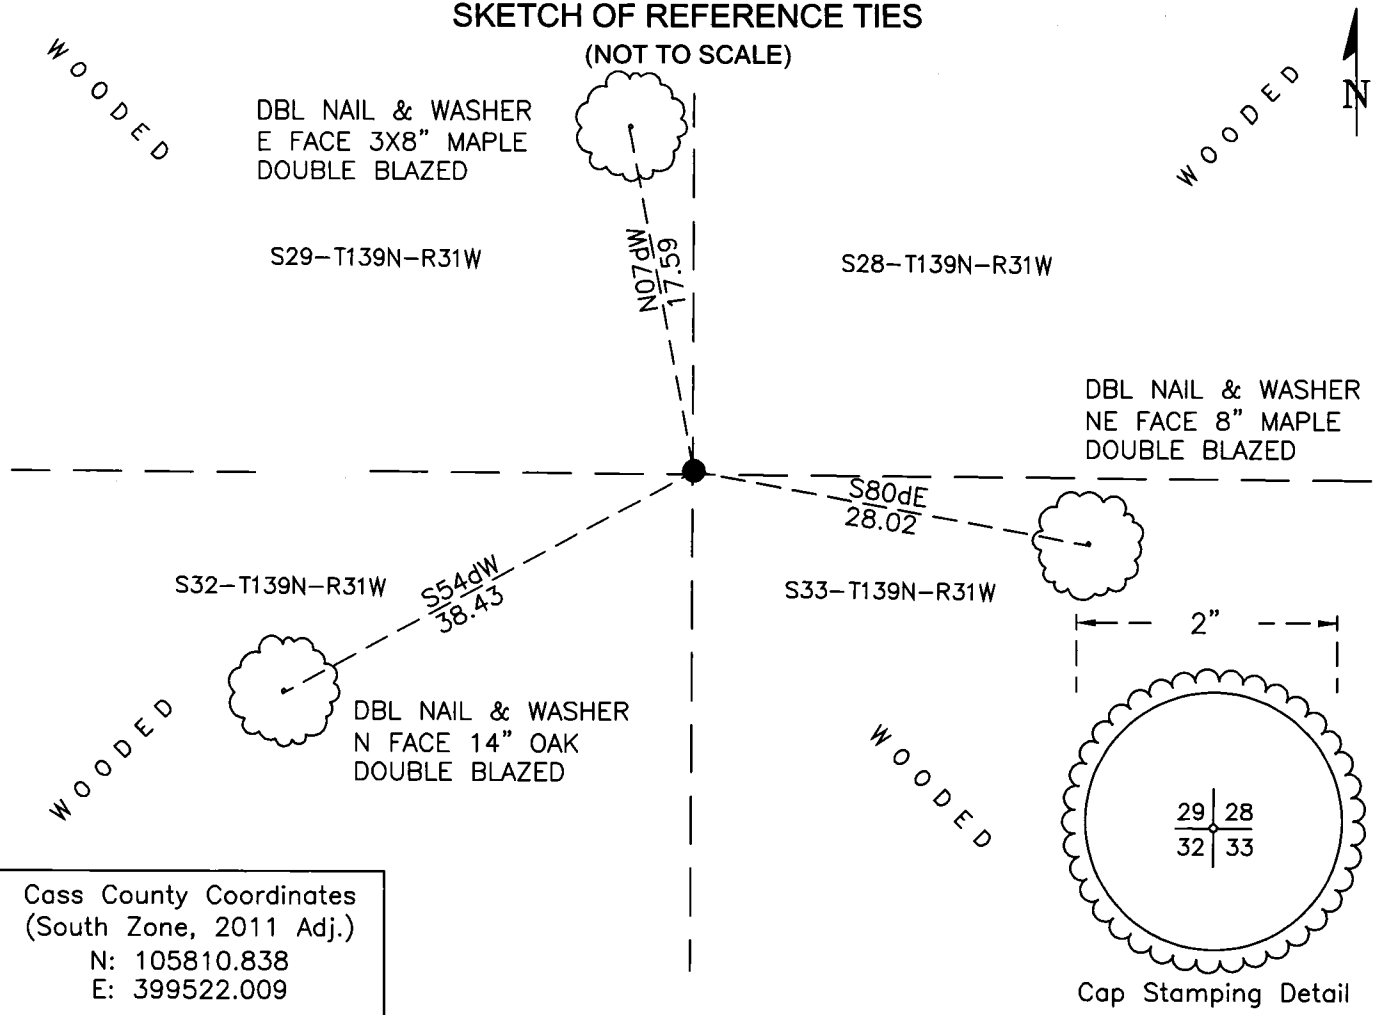 SKETCH OF REFERENCE TIES
(NOT TO SCALE)
WOODED
WOODED
N
DBL NAIL & WASHER
E FACE 3X8" MAPLE
DOUBLE BLAZED
S29-T139N-R31W
N07dW
17.59
S28-T139N-R31W
DBL NAIL & WASHER
NE FACE 8" MAPLE
DOUBLE BLAZED
S80dE
28.02
S32-T139N-R31W
S54dW
38.43
S33-T139N-R31W
2"
DBL NAIL & WASHER
N FACE 14" OAK
DOUBLE BLAZED
WOODED
WOODED
29 28
32 33
Cap Stamping Detail
Cass County Coordinates
(South Zone, 2011 Adj.)
N: 105810.838
E: 399522.009